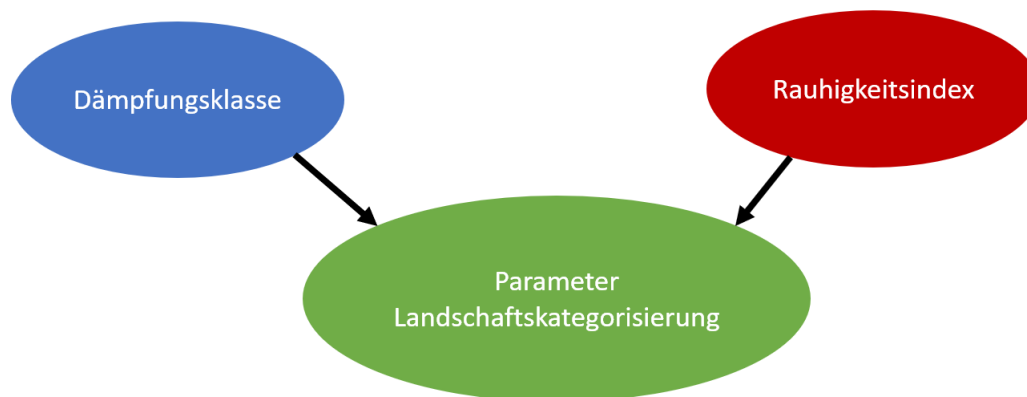 Dämpfungsklasse
Rauhigkeitsindex
Parameter
Landschaftskategorisierung